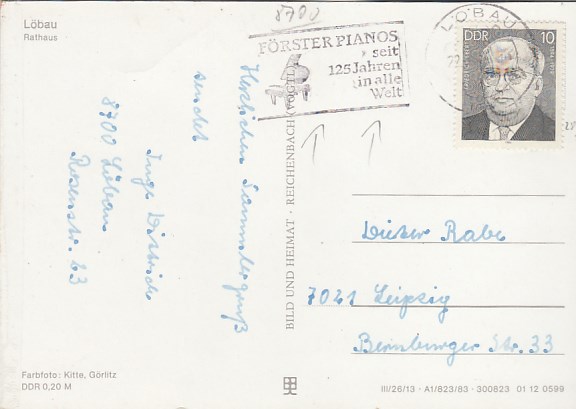 Löbau
Rathaus
8700
FÖRSTER PIANOS
seit
125 Jahren
in alle
Welt
LÖBAU
DDR 10
Herzlichen Sammlergruß
sendet
Inge Dittrich
8700 Löbau
Rosenstr. 23
BILD UND HEIMAT · REICHENBACH (VOGTL)
Dieter Rabe
7021 Leipzig
Bernburger Str. 33
Farbfoto: Kitte, Görlitz
DDR 0,20 M
III/26/13 · A1/823/83 · 300823 01 12 0599